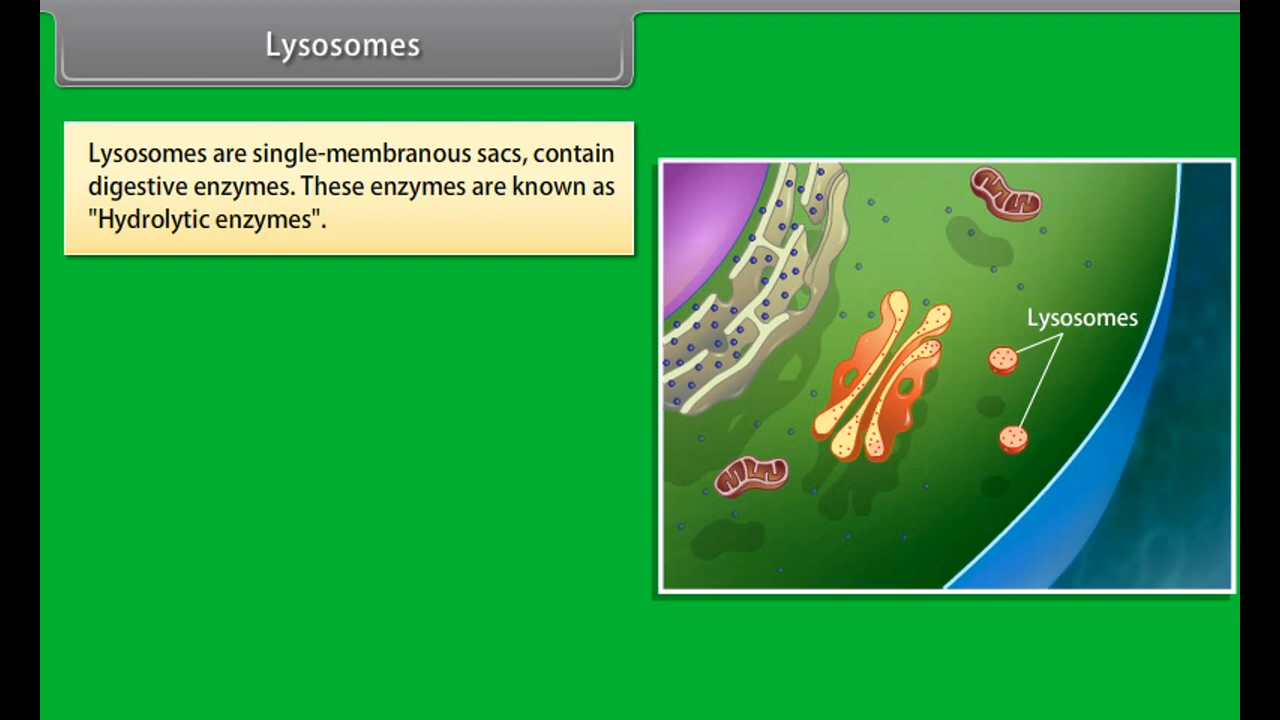 Lysosomes
Lysosomes are single-membranous sacs, contain
digestive enzymes. These enzymes are known as
"Hydrolytic enzymes".
Lysosomes